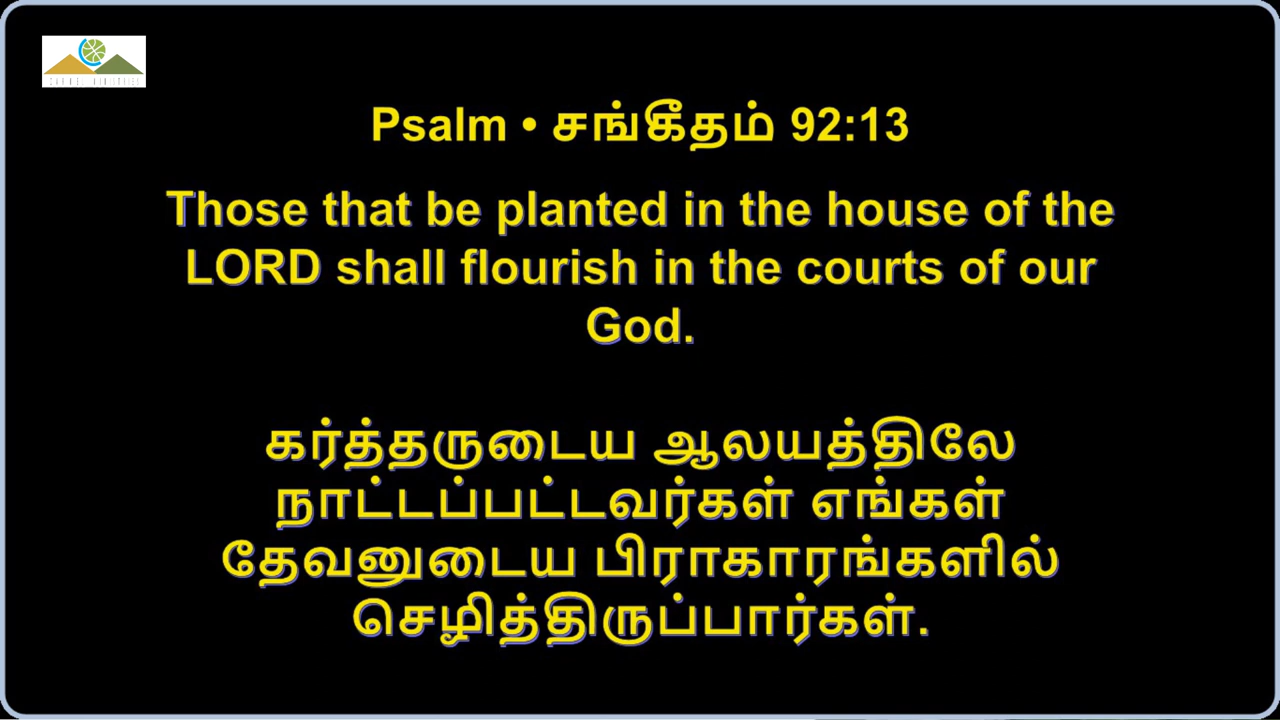 Psalm • சங்கீதம் 92:13
Those that be planted in the house of the
LORD shall flourish in the courts of our
God.
கர்த்தருடைய ஆலயத்திலே
நாட்டப்பட்டவர்கள் எங்கள்
தேவனுடைய பிராகாரங்களில்
செழித்திருப்பார்கள்.